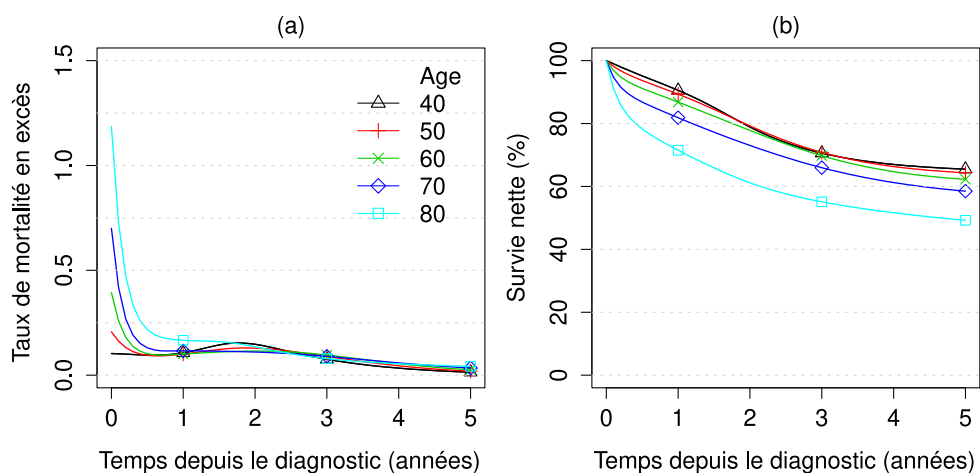 (a)
Taux de mortalité en excès
1.5
1.0
0.5
0.0
Age
40
50
60
70
80
0 1 2 3 4 5
Temps depuis le diagnostic (années)
(b)
Survie nette (%)
100
80
60
40
20
0
0 1 2 3 4 5
Temps depuis le diagnostic (années)